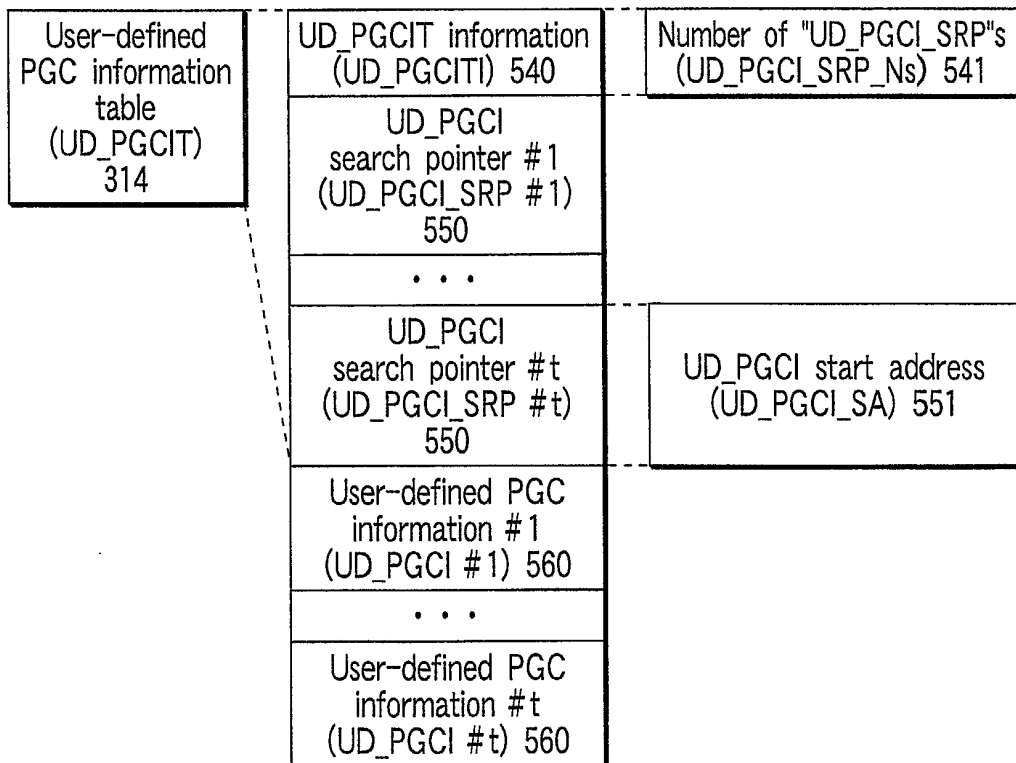 User-defined
PGC information
table
(UD_PGCIT)
314
UD_PGCIT information
(UD_PGCITI) 540
Number of "UD_PGCI_SRP"s
(UD_PGCI_SRP_Ns) 541
UD_PGCI
search pointer #1
(UD_PGCI_SRP #1)
550
• • •
UD_PGCI
search pointer #t
(UD_PGCI_SRP #t)
550
UD_PGCI start address
(UD_PGCI_SA) 551
User-defined PGC
information #1
(UD_PGCI #1) 560
• • •
User-defined PGC
information #t
(UD_PGCI #t) 560